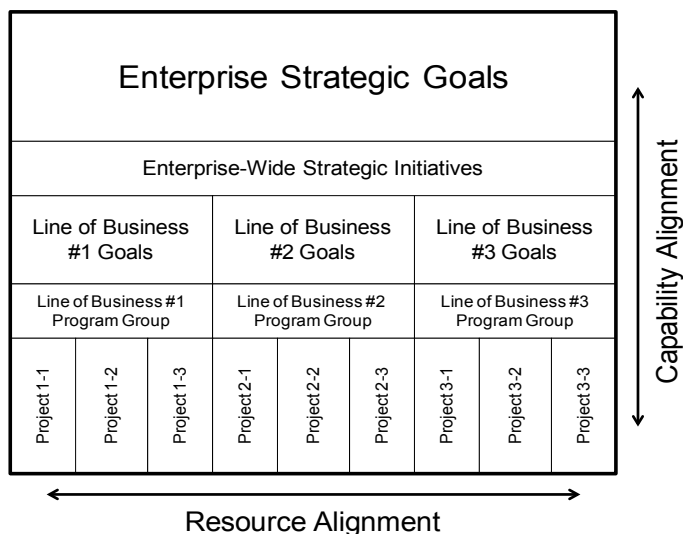 Enterprise Strategic Goals
Enterprise-Wide Strategic Initiatives
Line of Business
#1 Goals
Line of Business
#2 Goals
Line of Business
#3 Goals
Line of Business #1
Program Group
Line of Business #2
Program Group
Line of Business #3
Program Group
Project 1-1
Project 1-2
Project 1-3
Project 2-1
Project 2-2
Project 2-3
Project 3-1
Project 3-2
Project 3-3
Capability Alignment
Resource Alignment